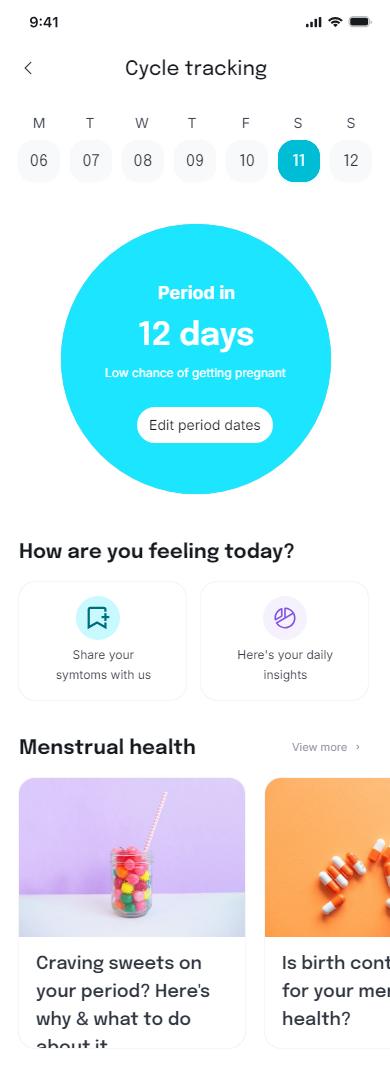 9:41
Cycle tracking
M T W T F S S
06 07 08 09 10 11 12
Period in
12 days
Low chance of getting pregnant
Edit period dates
How are you feeling today?
Share your
symtoms with us
Here's your daily
insights
Menstrual health
View more
Craving sweets on
your period? Here's
why & what to do
about it
Is birth cont
for your me
health?